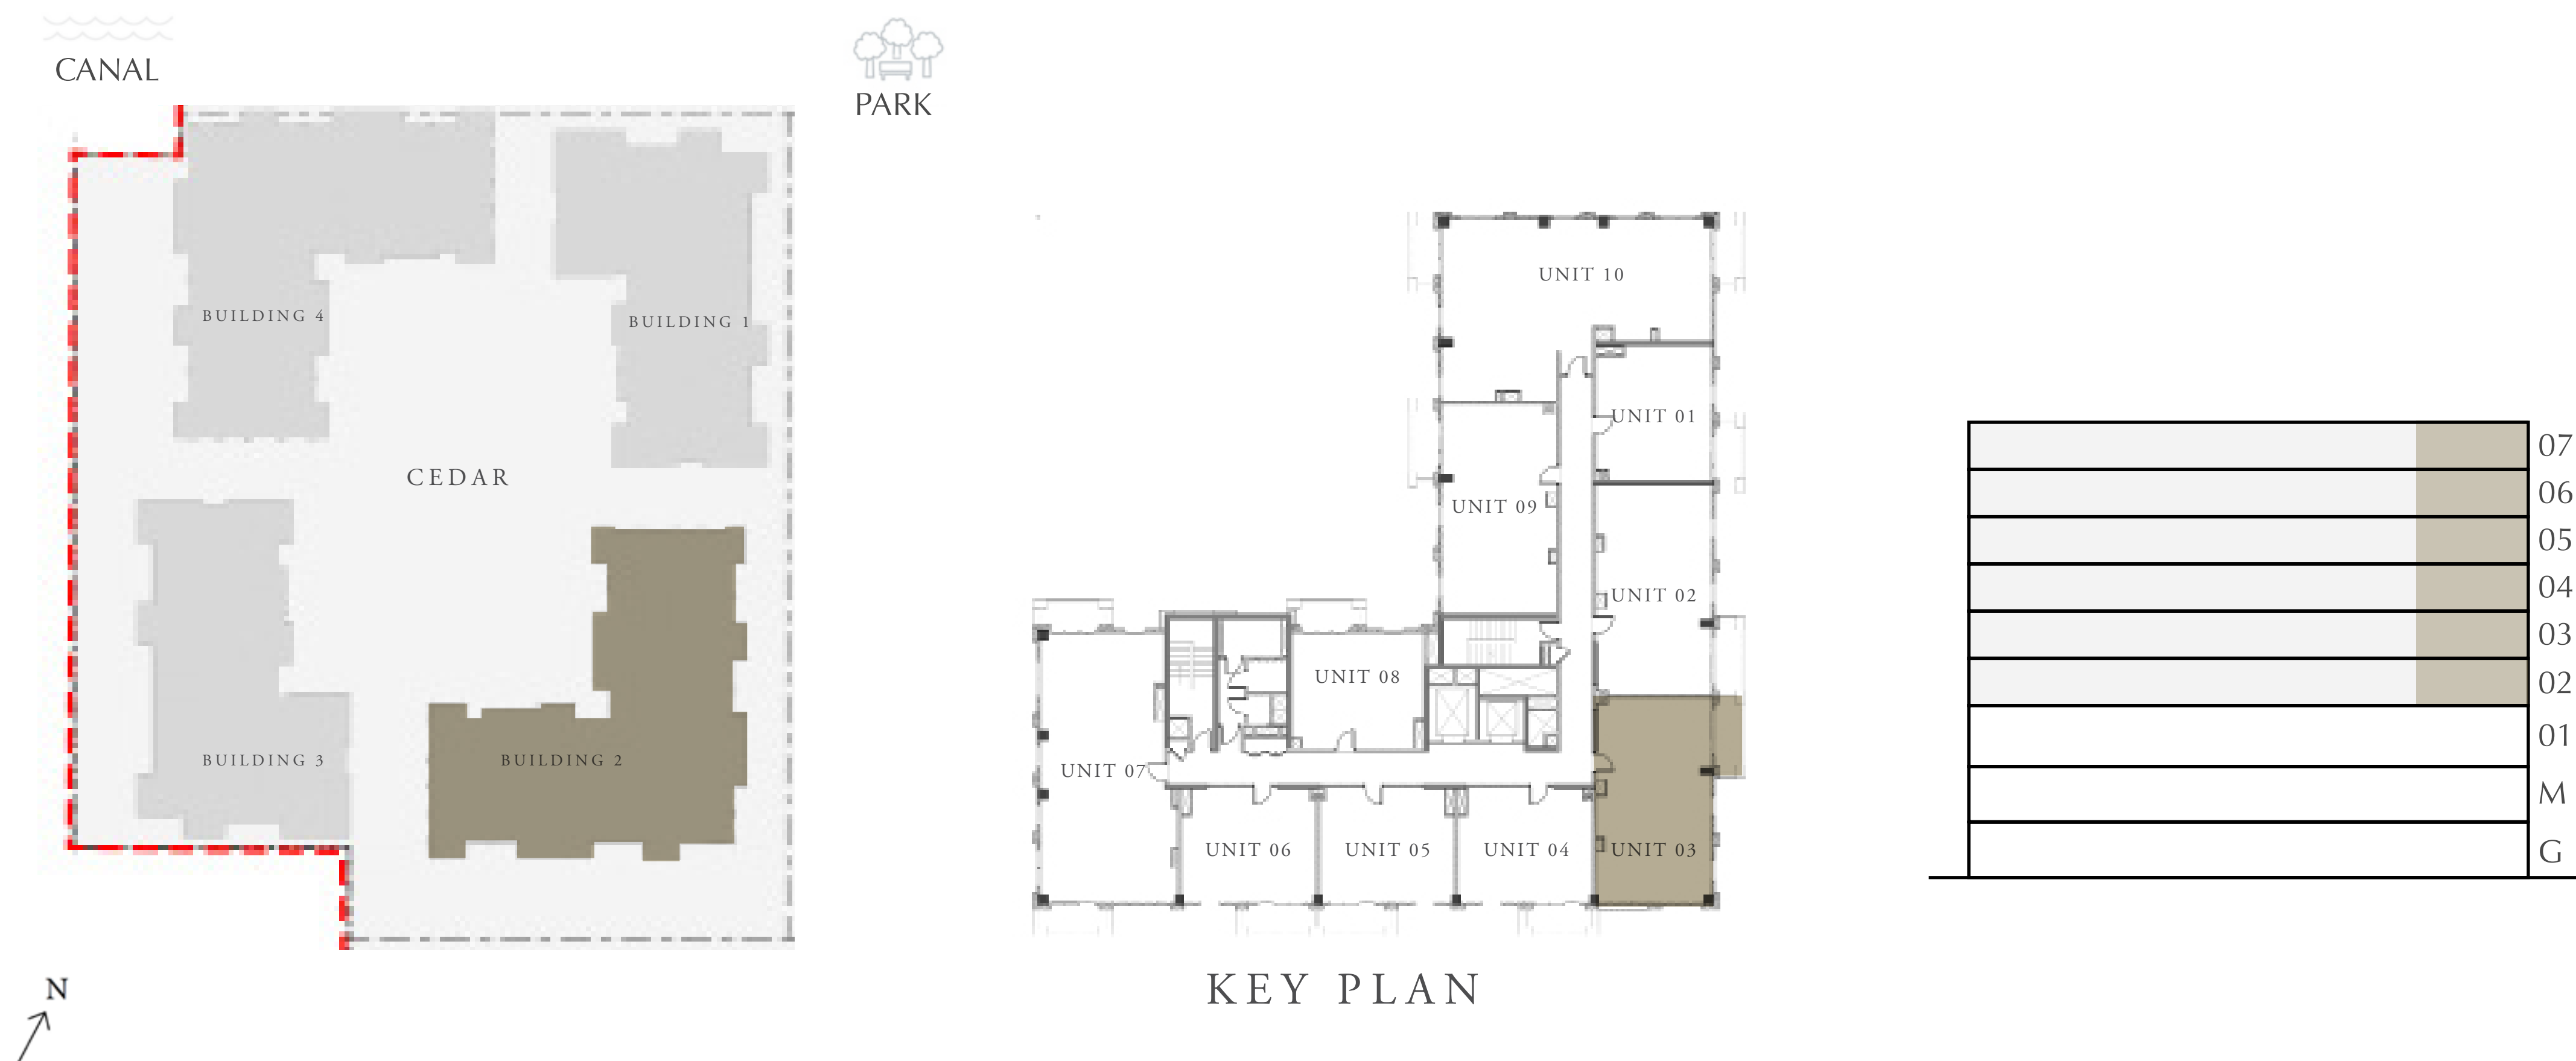 CANAL
PARK
BUILDING 4
BUILDING 1
CEDAR
BUILDING 3
BUILDING 2
N
UNIT 10
UNIT 01
UNIT 09
UNIT 02
UNIT 08
UNIT 07
UNIT 06
UNIT 05
UNIT 04
UNIT 03
KEY PLAN
07
06
05
04
03
02
01
M
G